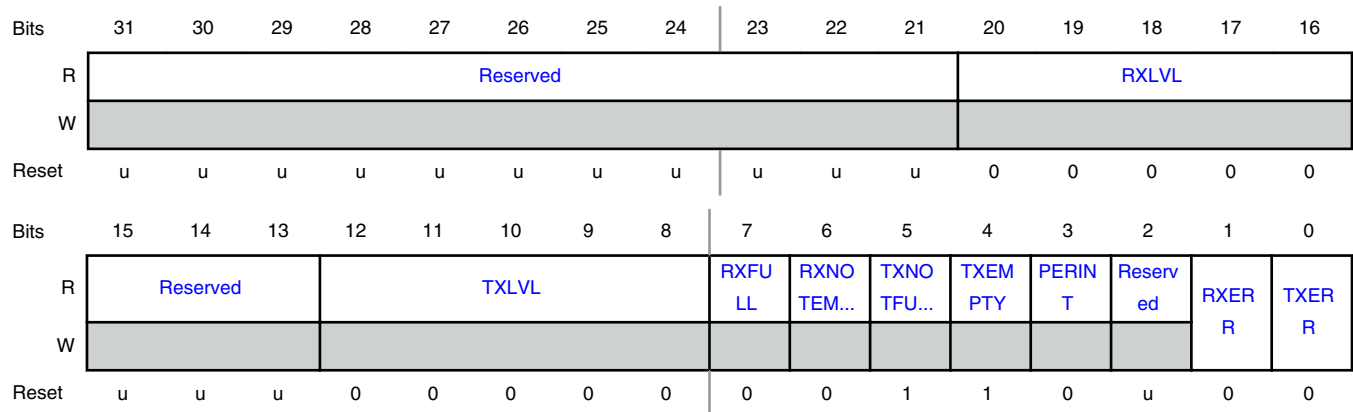 Bits 31 30 29 28 27 26 25 24 23 22 21 20 19 18 17 16
R Reserved RXLVL
W
Reset u u u u u u u u u u u 0 0 0 0 0
Bits 15 14 13 12 11 10 9 8 7 6 5 4 3 2 1 0
R Reserved TXLVL RXFU RXNO TXNO TXEM PERIN Reserv RXER TXER
LL TEM... TFU... PTY T ed R R
W
Reset u u u 0 0 0 0 0 0 0 1 1 0 u 0 0